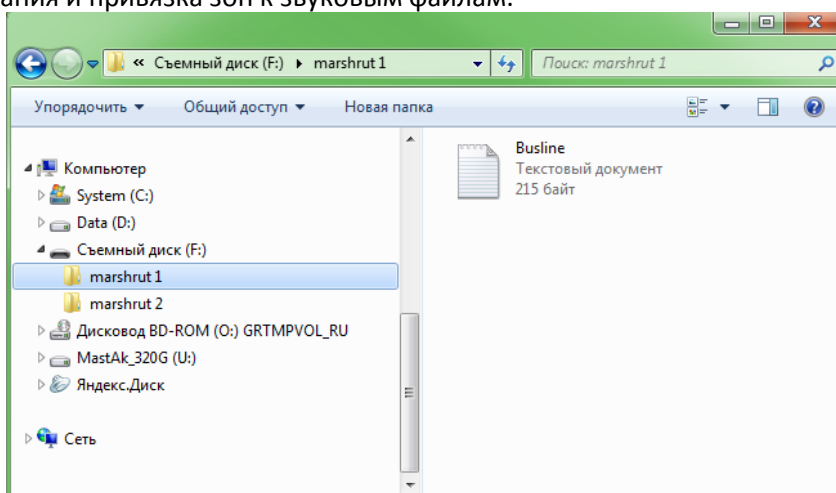 ания и привязка зон к звуковым файлам.
« Съемный диск (F:) ▸ marshrut 1
Поиск: marshrut 1
Упорядочить ▾ Общий доступ ▾ Новая папка
Компьютер
System (C:)
Data (D:)
Съемный диск (F:)
marshrut 1
marshrut 2
Дисковод BD-ROM (O:) GRTMPVOL_RU
MastAk_320G (U:)
Яндекс.Диск
Сеть
Busline
Текстовый документ
215 байт